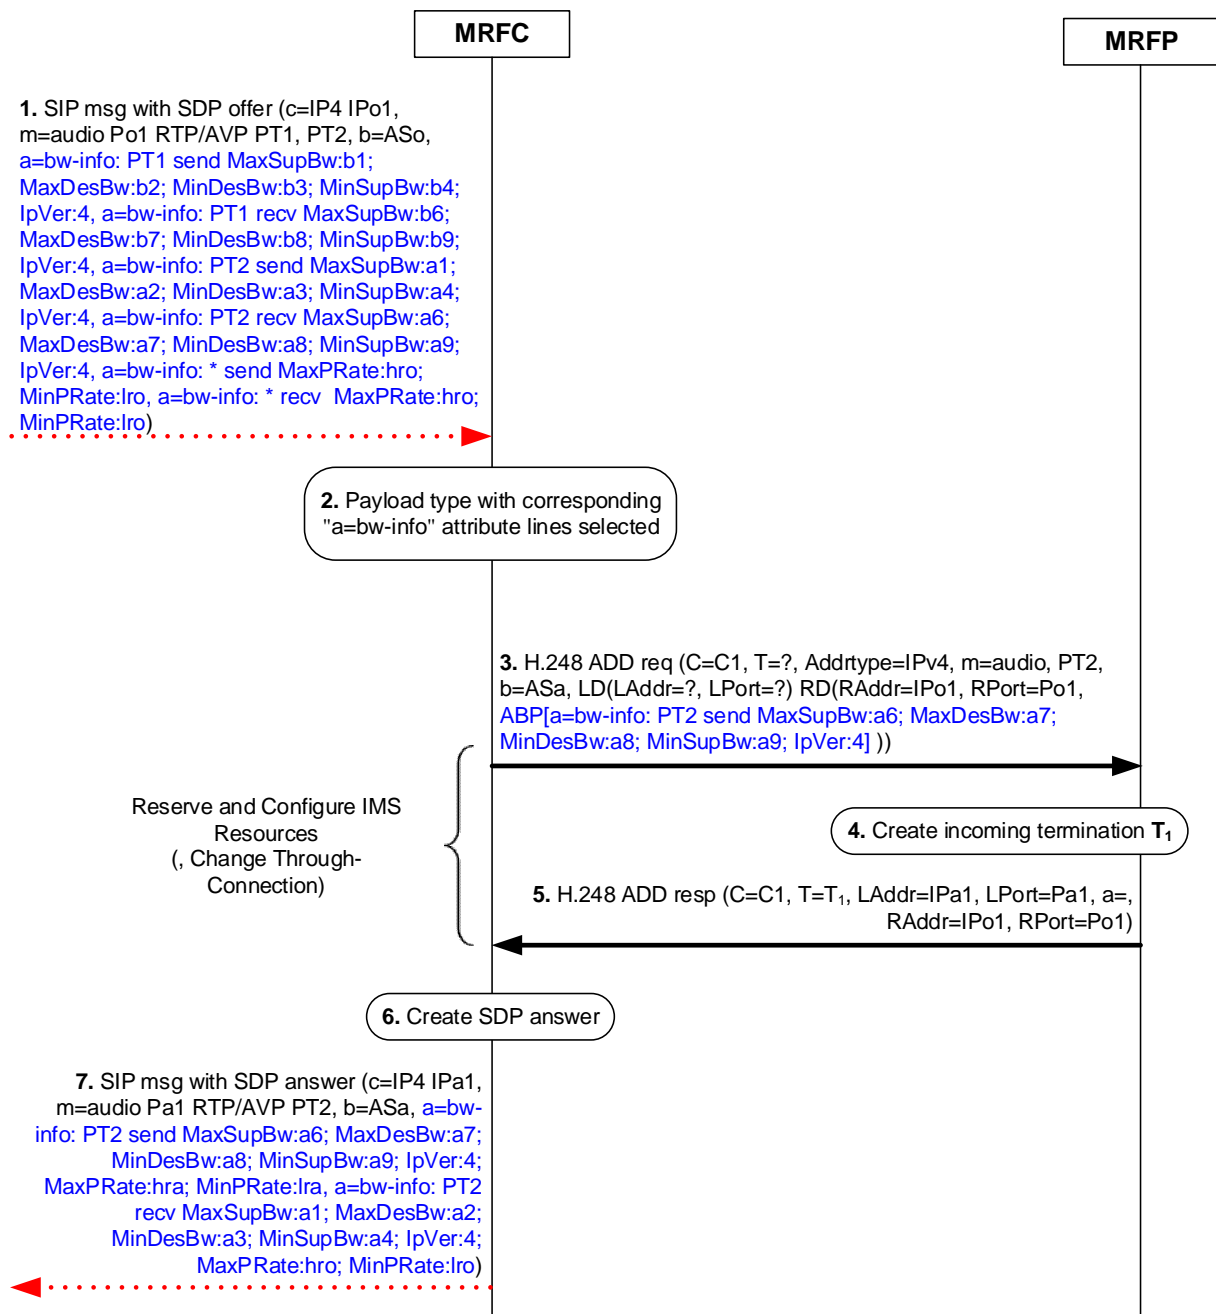 MRFC
MRFP
1. SIP msg with SDP offer (c=IP4 IPo1,
m=audio Po1 RTP/AVP PT1, PT2, b=ASo,
a=bw-info: PT1 send MaxSupBw:b1;
MaxDesBw:b2; MinDesBw:b3; MinSupBw:b4;
IpVer:4, a=bw-info: PT1 recv MaxSupBw:b6;
MaxDesBw:b7; MinDesBw:b8; MinSupBw:b9;
IpVer:4, a=bw-info: PT2 send MaxSupBw:a1;
MaxDesBw:a2; MinDesBw:a3; MinSupBw:a4;
IpVer:4, a=bw-info: PT2 recv MaxSupBw:a6;
MaxDesBw:a7; MinDesBw:a8; MinSupBw:a9;
IpVer:4, a=bw-info: * send MaxPRate:hro;
MinPRate:lro, a=bw-info: * recv MaxPRate:hro;
MinPRate:lro)
2. Payload type with corresponding
"a=bw-info" attribute lines selected
3. H.248 ADD req (C=C1, T=?, Addrtype=IPv4, m=audio, PT2,
b=ASa, LD(LAddr=?, LPort=?) RD(RAddr=IPo1, RPort=Po1,
ABP[a=bw-info: PT2 send MaxSupBw:a6; MaxDesBw:a7;
MinDesBw:a8; MinSupBw:a9; IpVer:4] ))
Reserve and Configure IMS
Resources
(, Change Through-
Connection)
4. Create incoming termination T₁
5. H.248 ADD resp (C=C1, T=T₁, LAddr=IPa1, LPort=Pa1, a=,
RAddr=IPo1, RPort=Po1)
6. Create SDP answer
7. SIP msg with SDP answer (c=IP4 IPa1,
m=audio Pa1 RTP/AVP PT2, b=ASa, a=bw-
info: PT2 send MaxSupBw:a6; MaxDesBw:a7;
MinDesBw:a8; MinSupBw:a9; IpVer:4;
MaxPRate:hra; MinPRate:lra, a=bw-info: PT2
recv MaxSupBw:a1; MaxDesBw:a2;
MinDesBw:a3; MinSupBw:a4; IpVer:4;
MaxPRate:hro; MinPRate:lro)